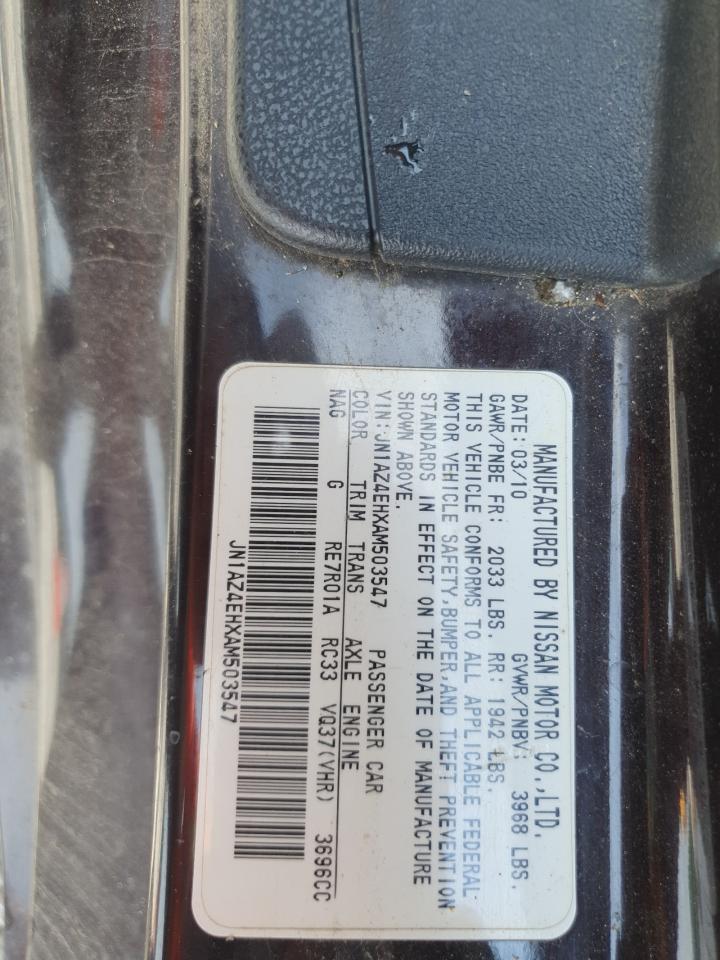 MANUFACTURED BY NISSAN MOTOR CO.,LTD.
DATE: 03/10 GVWR/PNBV: 3968 LBS.
GAWR/PNBE FR: 2033 LBS. RR: 1942 LBS.
THIS VEHICLE CONFORMS TO ALL APPLICABLE FEDERAL
MOTOR VEHICLE SAFETY,BUMPER,AND THEFT PREVENTION
STANDARDS IN EFFECT ON THE DATE OF MANUFACTURE
SHOWN ABOVE.
VIN:JN1AZ4EHXAM503547 PASSENGER CAR
COLOR TRIM TRANS AXLE ENGINE
NAG G RE7R01A RC33 VQ37(VHR) 3696CC
JN1AZ4EHXAM503547